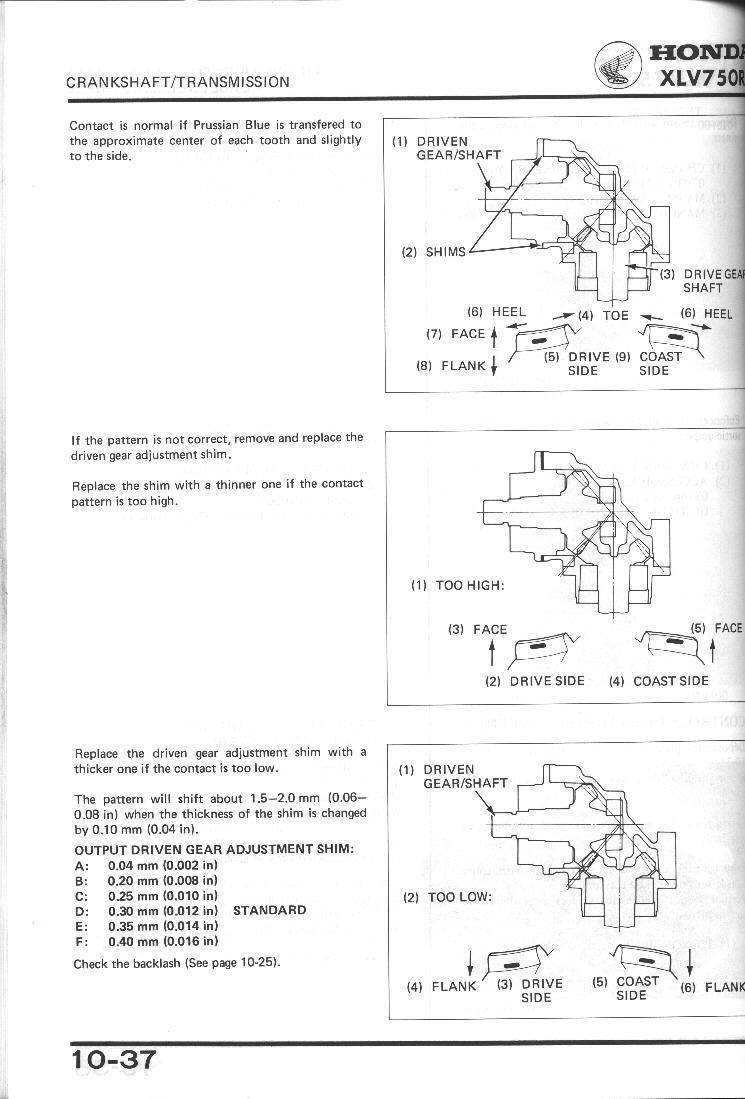 CRANKSHAFT/TRANSMISSION
HONDA
XLV750R
Contact is normal if Prussian Blue is transfered to
the approximate center of each tooth and slightly
to the side.
(1) DRIVEN
GEAR/SHAFT
(2) SHIMS
(3) DRIVE GEAR
SHAFT
(6) HEEL
(4) TOE
(6) HEEL
(7) FACE
(8) FLANK
(5) DRIVE
SIDE
(9) COAST
SIDE
If the pattern is not correct, remove and replace the
driven gear adjustment shim.
Replace the shim with a thinner one if the contact
pattern is too high.
(1) TOO HIGH:
(3) FACE
(5) FACE
(2) DRIVE SIDE
(4) COAST SIDE
Replace the driven gear adjustment shim with a
thicker one if the contact is too low.
The pattern will shift about 1.5–2.0 mm (0.06–
0.08 in) when the thickness of the shim is changed
by 0.10 mm (0.04 in).
OUTPUT DRIVEN GEAR ADJUSTMENT SHIM:
A: 0.04 mm (0.002 in)
B: 0.20 mm (0.008 in)
C: 0.25 mm (0.010 in)
D: 0.30 mm (0.012 in) STANDARD
E: 0.35 mm (0.014 in)
F: 0.40 mm (0.016 in)
Check the backlash (See page 10-25).
(1) DRIVEN
GEAR/SHAFT
(2) TOO LOW:
(4) FLANK
(3) DRIVE
SIDE
(5) COAST
SIDE
(6) FLANK
10-37